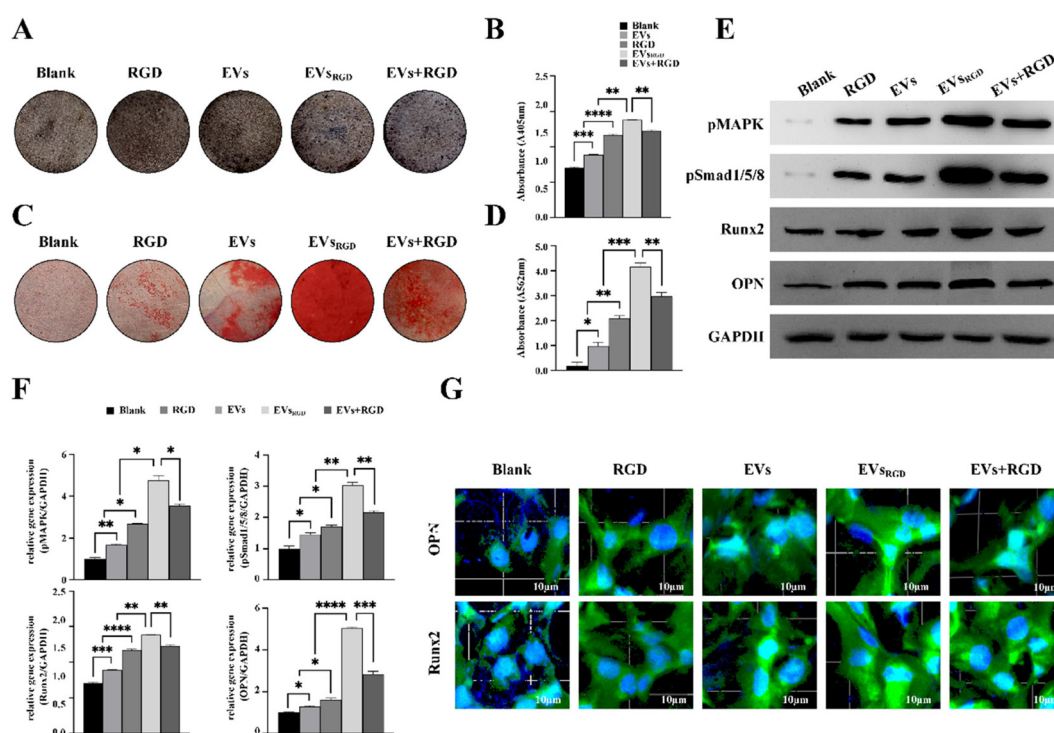 A
Blank RGD EVs EVsRGD EVs+RGD
B
Blank
EVs
RGD
EVsRGD
EVs+RGD
Absorbance (A405nm)
2.5
2.0
1.5
1.0
0.5
0.0
*** **** ** **
C
Blank RGD EVs EVsRGD EVs+RGD
D
Absorbance (A562nm)
5.0
4.0
3.0
2.0
1.0
0.0
* ** *** **
E
Blank RGD EVs EVsRGD EVs+RGD
pMAPK
pSmad1/5/8
Runx2
OPN
GAPDH
F
Blank RGD EVs EVsRGD EVs+RGD
relative gene expression
(pMAPK/GAPDH)
6
4
2
0
** * * *
relative gene expression
(pSmad1/5/8/GAPDH)
4
3
2
1
0
* * ** **
relative gene expression
(Runx2/GAPDH)
2.0
1.5
1.0
0.5
0.0
*** **** ** **
relative gene expression
(OPN/GAPDH)
6
4
2
0
* * **** ***
G
Blank RGD EVs EVsRGD EVs+RGD
OPN
10μm 10μm 10μm 10μm 10μm
Runx2
10μm 10μm 10μm 10μm 10μm